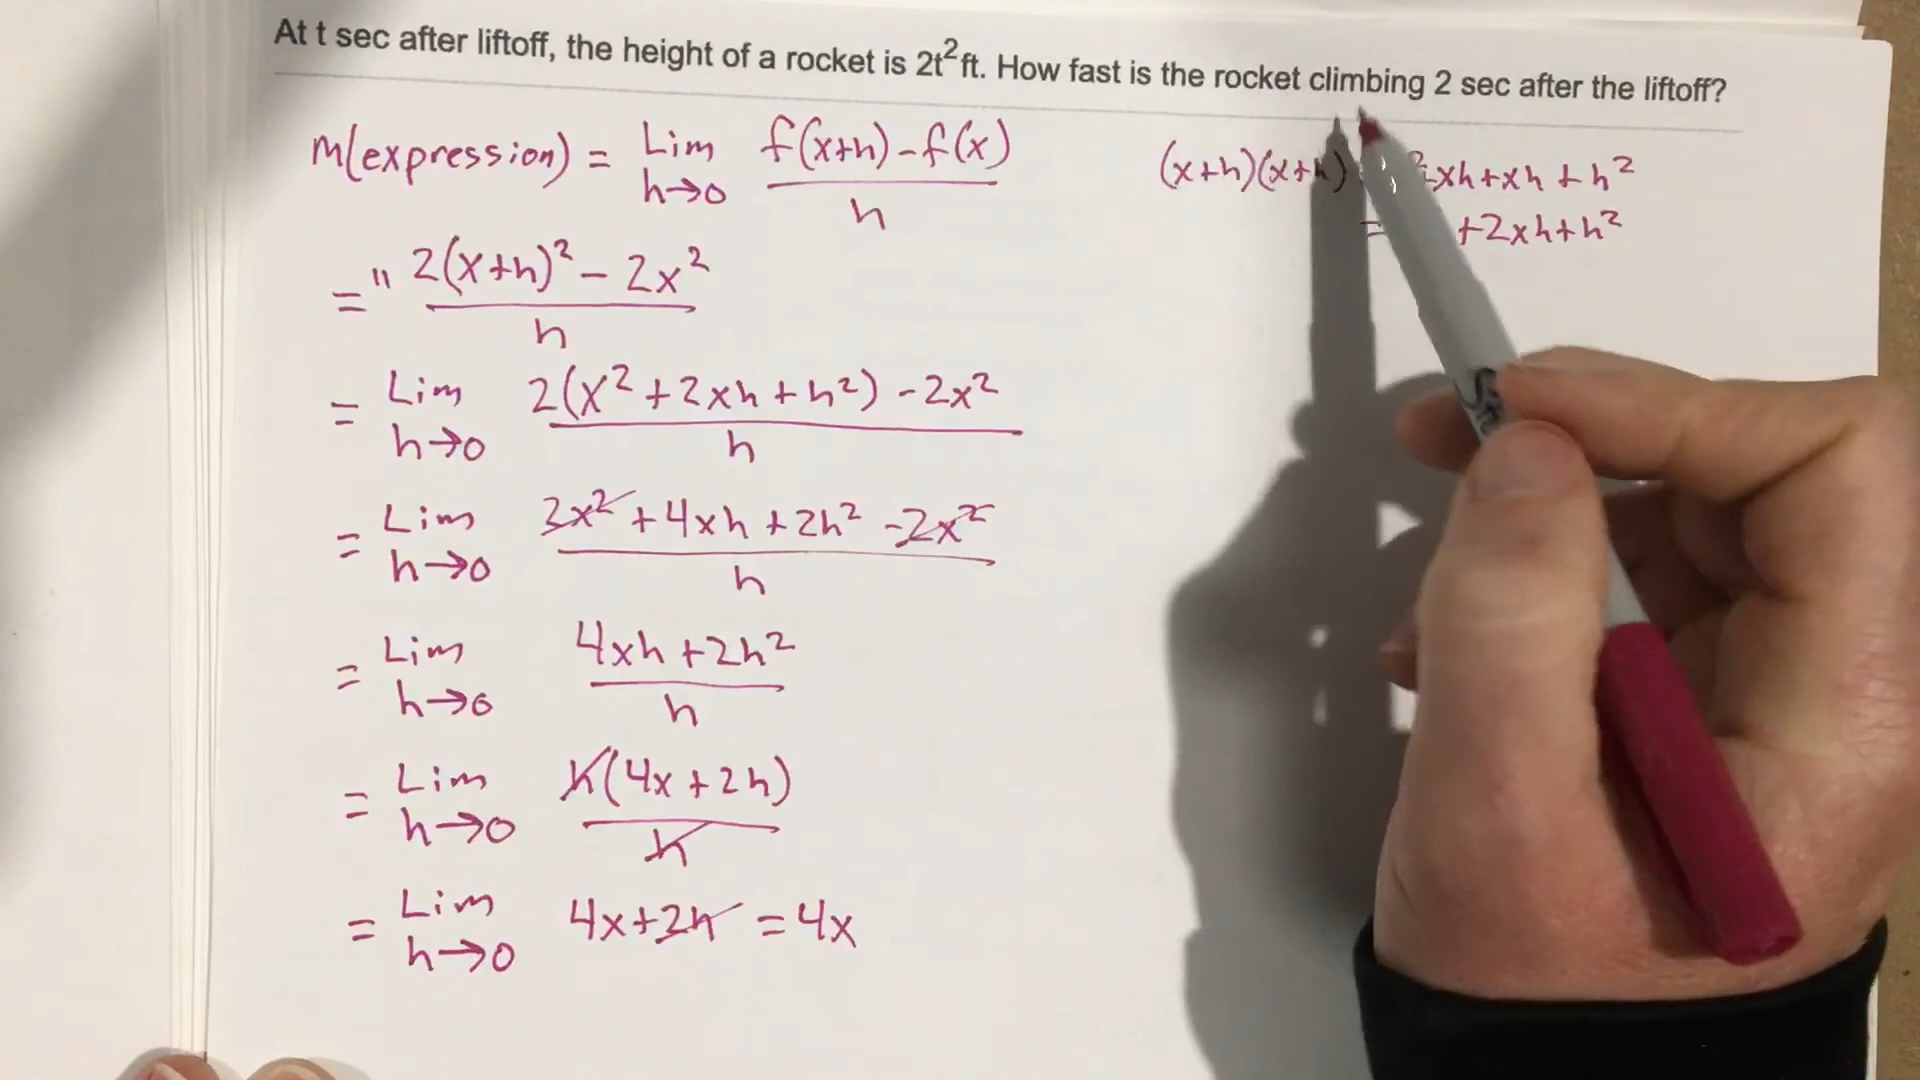 At t sec after liftoff, the height of a rocket is 2t² ft. How fast is the rocket climbing 2 sec after the liftoff?
m(expression) = Lim h→0 f(x+h)-f(x) / h
(x+h)(x+h) xh+xh+h²
= +2xh+h²
= " 2(x+h)² - 2x² / h
= Lim h→0 2(x²+2xh+h²) -2x² / h
= Lim h→0 2x²+4xh+2h² -2x² / h
= Lim h→0 4xh+2h² / h
= Lim h→0 h(4x+2h) / h
= Lim h→0 4x+2h = 4x